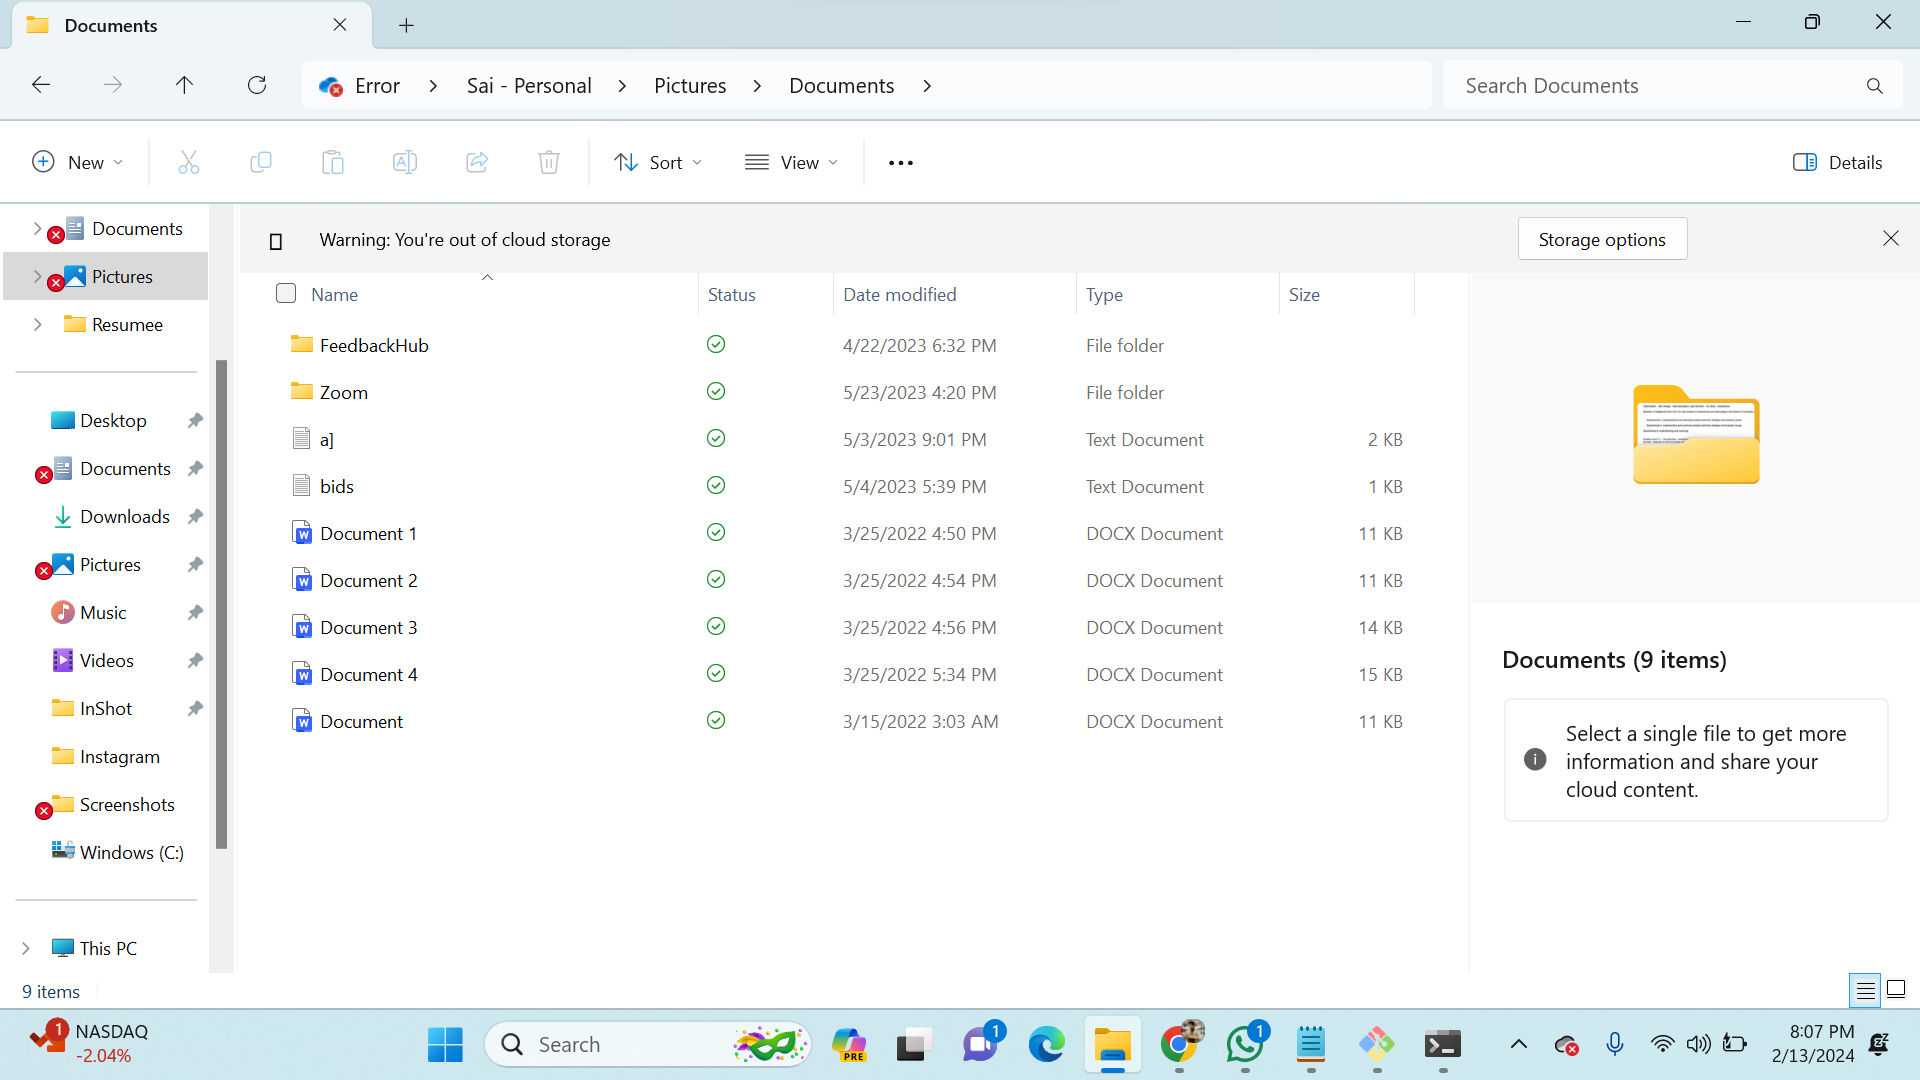 Documents
Error
Sai - Personal
Pictures
Documents
Search Documents
New
Sort
View
Details
Documents
Pictures
Resumee
Desktop
Documents
Downloads
Pictures
Music
Videos
InShot
Instagram
Screenshots
Windows (C:)
This PC
Warning: You're out of cloud storage
Storage options
Name Status Date modified Type Size
FeedbackHub 4/22/2023 6:32 PM File folder
Zoom 5/23/2023 4:20 PM File folder
a] 5/3/2023 9:01 PM Text Document 2 KB
bids 5/4/2023 5:39 PM Text Document 1 KB
Document 1 3/25/2022 4:50 PM DOCX Document 11 KB
Document 2 3/25/2022 4:54 PM DOCX Document 11 KB
Document 3 3/25/2022 4:56 PM DOCX Document 14 KB
Document 4 3/25/2022 5:34 PM DOCX Document 15 KB
Document 3/15/2022 3:03 AM DOCX Document 11 KB
Documents (9 items)
Select a single file to get more
information and share your
cloud content.
9 items
1
NASDAQ
-2.04%
Search
PRE
1
1
8:07 PM
2/13/2024